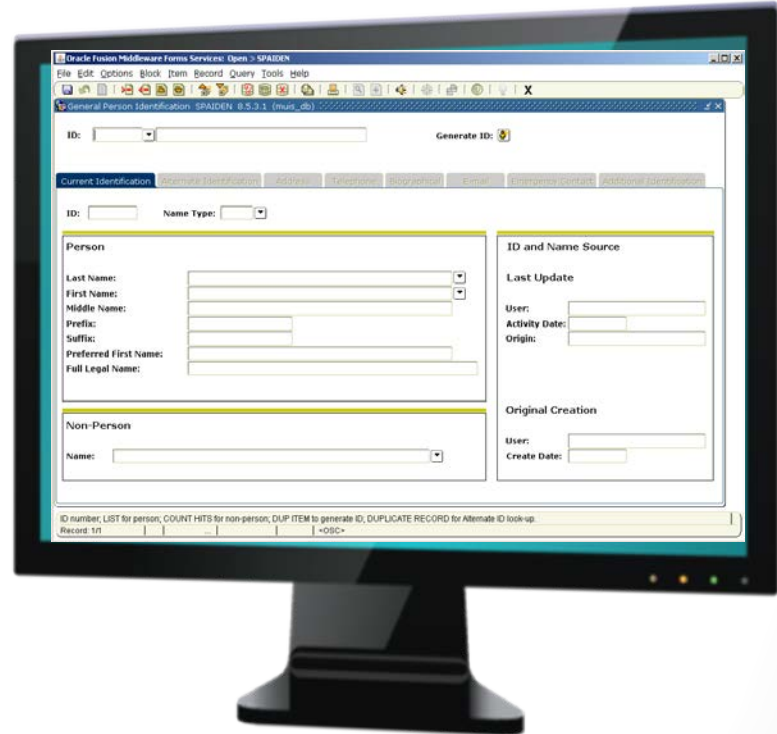 Oracle Fusion Middleware Forms Services: Open > SPAIDEN
File Edit Options Block Item Record Query Tools Help
General Person Identification SPAIDEN 8.5.3.1 (muis_db)
ID: Generate ID:
Current Identification Alternate Identification Address Telephone Biographical E-mail Emergency Contact Additional Identification
ID: Name Type:
Person
Last Name:
First Name:
Middle Name:
Prefix:
Suffix:
Preferred First Name:
Full Legal Name:
Non-Person
Name:
ID and Name Source
Last Update
User:
Activity Date:
Origin:
Original Creation
User:
Create Date:
ID number; LIST for person; COUNT HITS for non-person; DUP ITEM to generate ID; DUPLICATE RECORD for Alternate ID look-up.
Record: 1/1 ... <OSC>